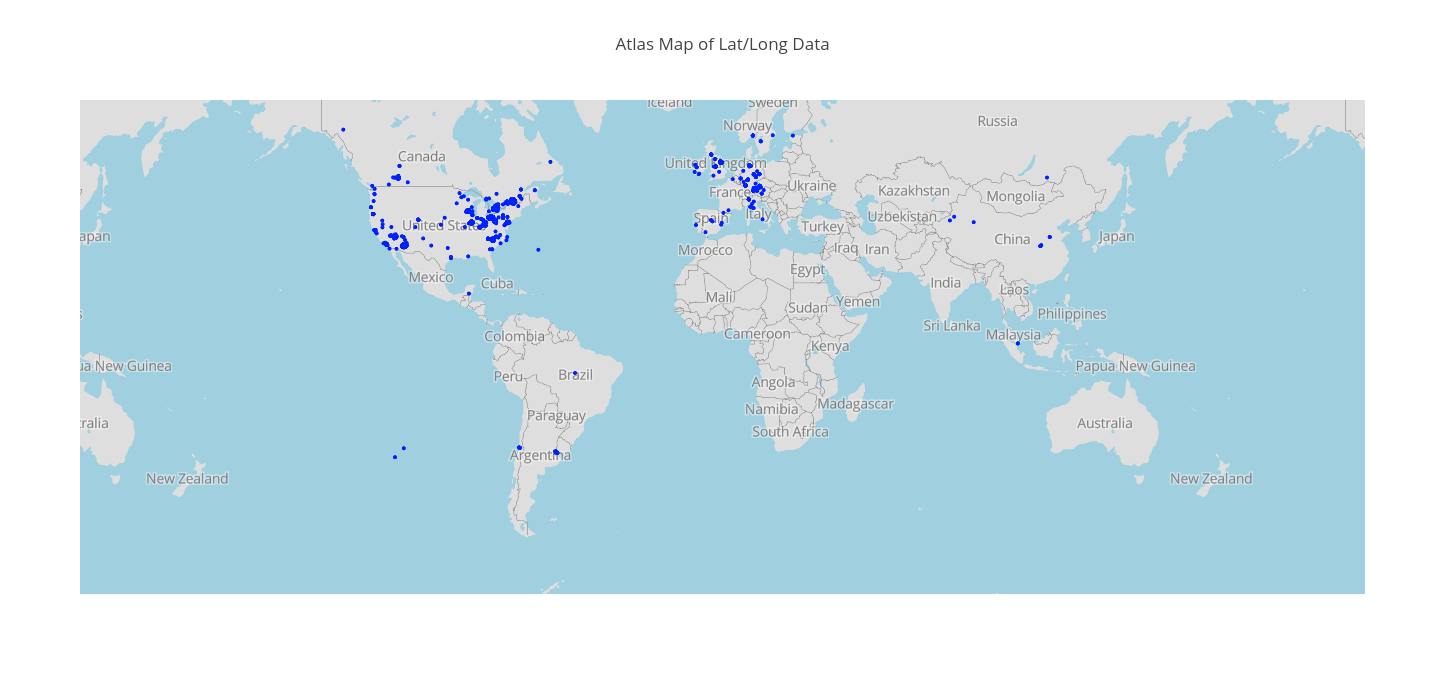 Atlas Map of Lat/Long Data
Iceland
Sweden
Norway
Russia
Canada
United Kingdom
Ukraine
Kazakhstan
Mongolia
France
Spain
Italy
Uzbekistan
United States
Turkey
China
Japan
apan
Morocco
Iraq
Iran
Mexico
Cuba
Egypt
India
Laos
Mali
Sudan
Yemen
Philippines
s
Sri Lanka
Colombia
Cameroon
Malaysia
Kenya
ua New Guinea
Papua New Guinea
Peru
Brazil
Angola
Namibia
Madagascar
Paraguay
ralia
Australia
South Africa
Argentina
New Zealand
New Zealand